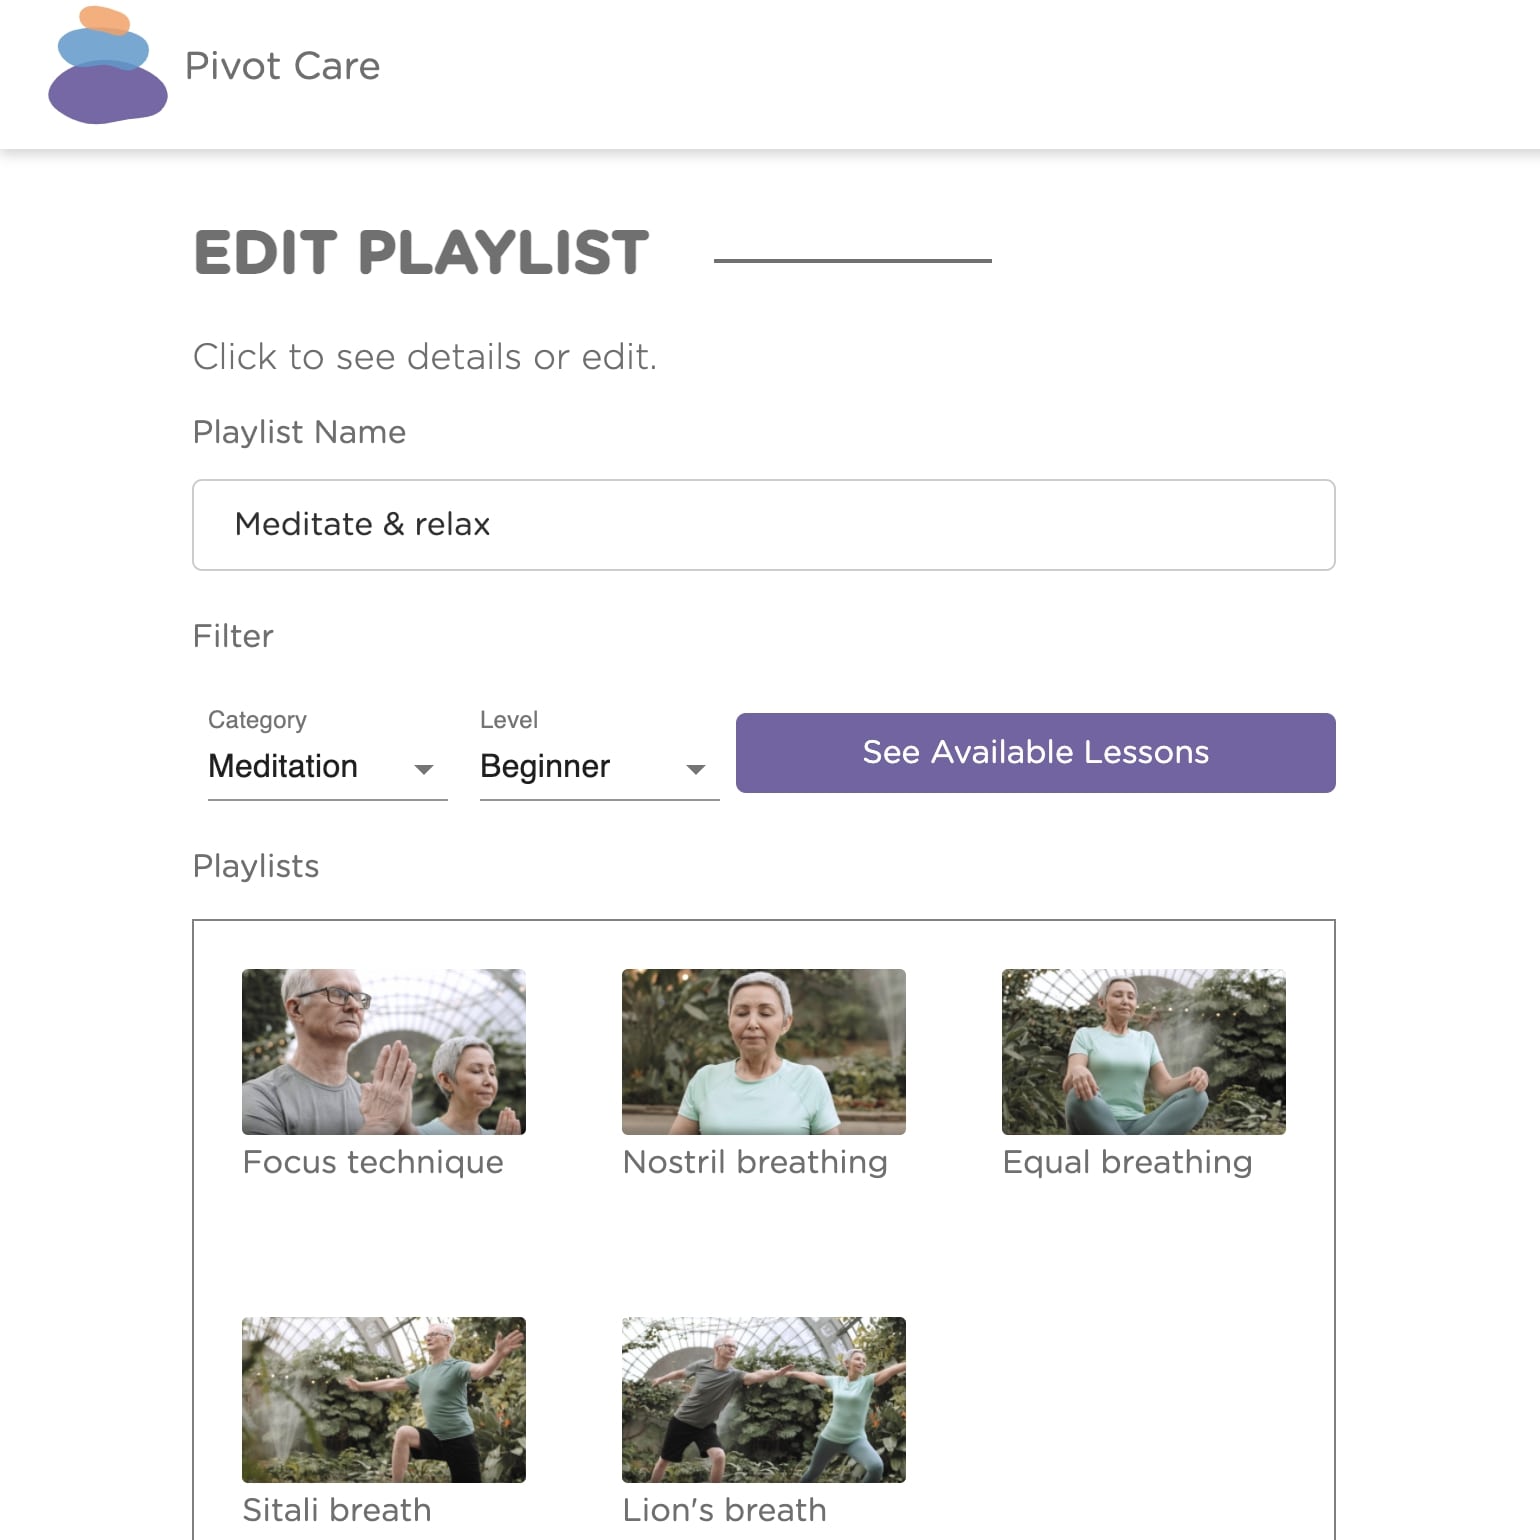 Pivot Care
EDIT PLAYLIST
Click to see details or edit.
Playlist Name
Meditate & relax
Filter
Category
Level
Meditation
Beginner
See Available Lessons
Playlists
Focus technique
Nostril breathing
Equal breathing
Sitali breath
Lion's breath